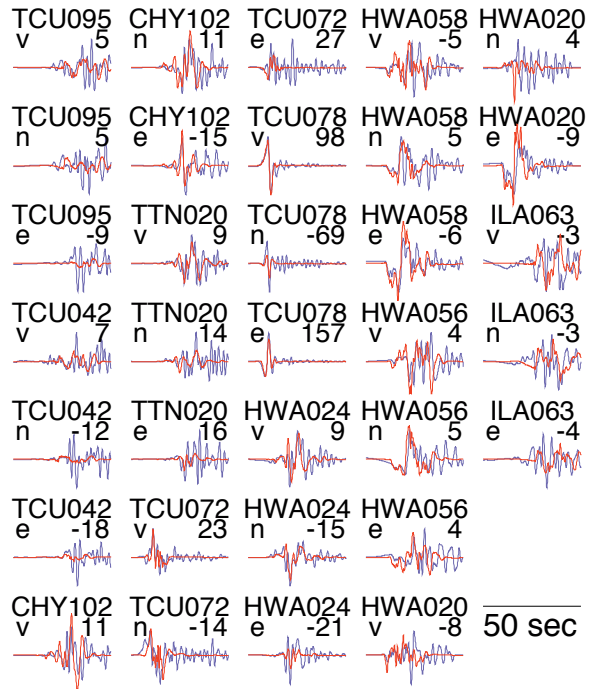 TCU095 CHY102 TCU072 HWA058 HWA020
v 5 n 11 e 27 v -5 n 4
TCU095 CHY102 TCU078 HWA058 HWA020
n 5 e -15 v 98 n 5 e -9
TCU095 TTN020 TCU078 HWA058 ILA063
e -9 v 9 n -69 e -6 v -3
TCU042 TTN020 TCU078 HWA056 ILA063
v 7 n 14 e 157 v 4 n -3
TCU042 TTN020 HWA024 HWA056 ILA063
n -12 e 16 v 9 n 5 e -4
TCU042 TCU072 HWA024 HWA056
e -18 v 23 n -15 e 4
CHY102 TCU072 HWA024 HWA020
v 11 n -14 e -21 v -8 50 sec